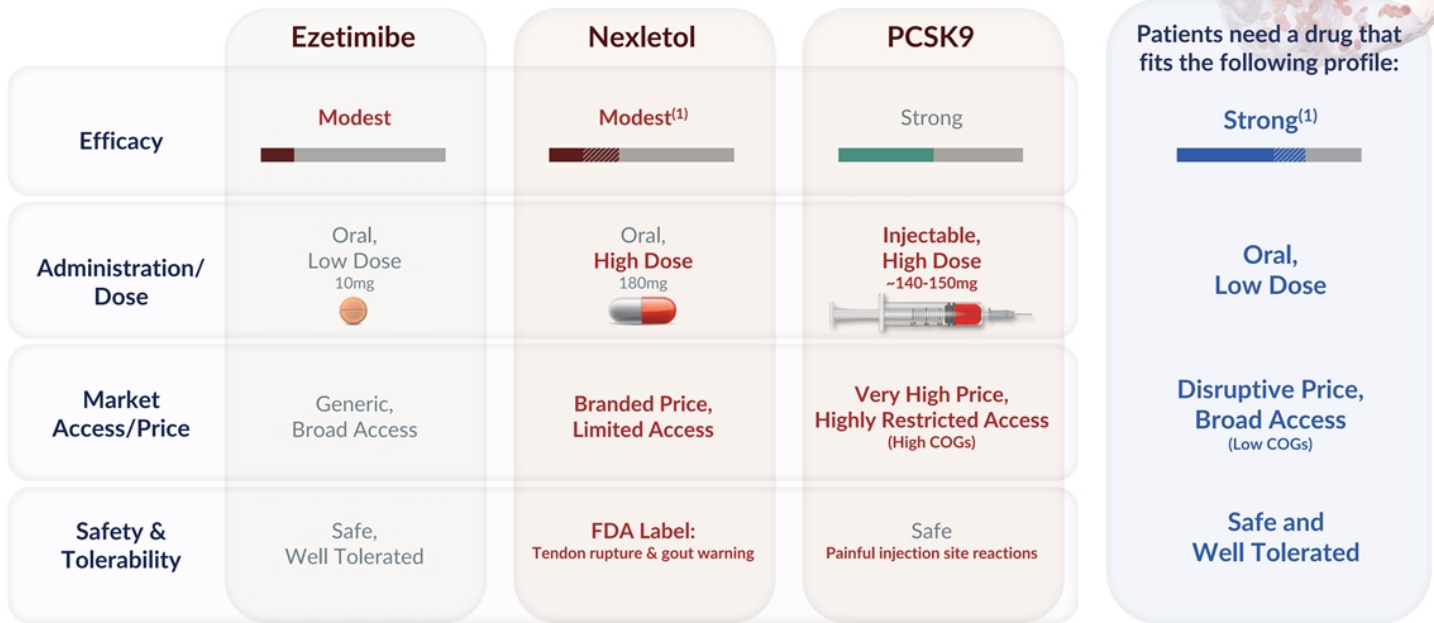 Ezetimibe
Nexletol
PCSK9
Patients need a drug that
fits the following profile:
Efficacy
Modest
Modest(1)
Strong
Strong(1)
Administration/
Dose
Oral,
Low Dose
10mg
Oral,
High Dose
180mg
Injectable,
High Dose
~140-150mg
Oral,
Low Dose
Market
Access/Price
Generic,
Broad Access
Branded Price,
Limited Access
Very High Price,
Highly Restricted Access
(High COGs)
Disruptive Price,
Broad Access
(Low COGs)
Safety &
Tolerability
Safe,
Well Tolerated
FDA Label:
Tendon rupture & gout warning
Safe
Painful injection site reactions
Safe and
Well Tolerated